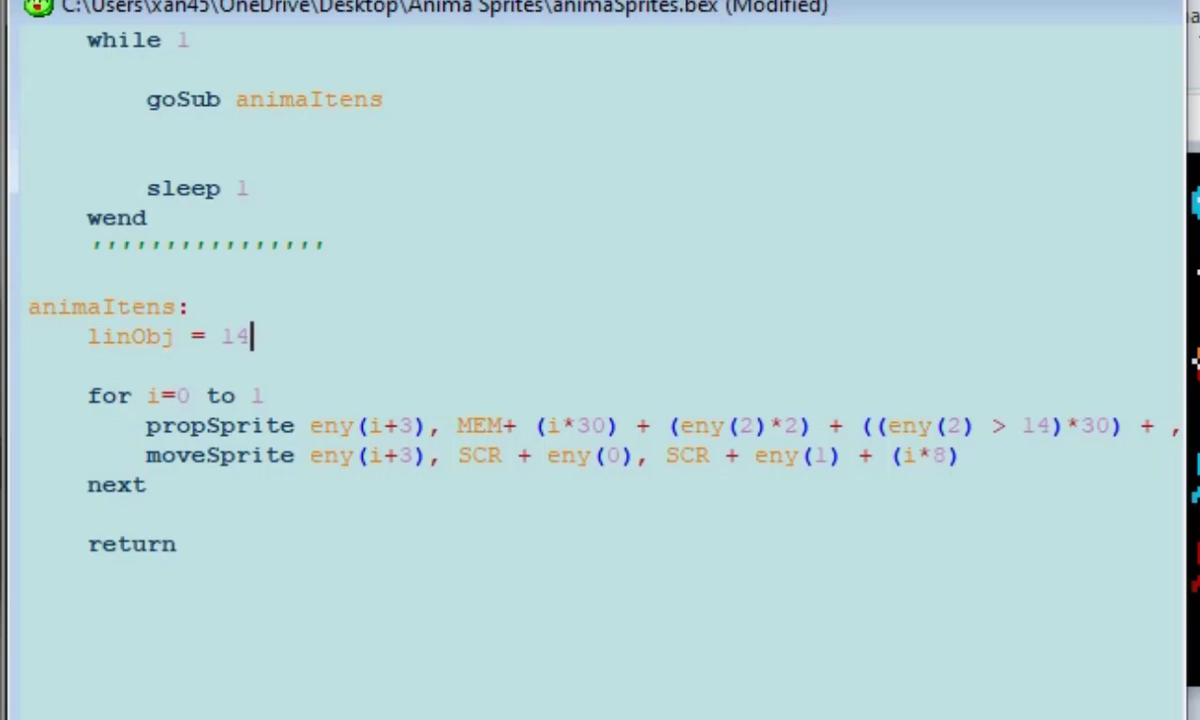 C:\Users\xan45\OneDrive\Desktop\Anima Sprites\animaSprites.bex (Modified)
while 1
goSub animaItens
sleep 1
wend
''''''''''''''''
animaItens:
linObj = 14
for i=0 to 1
propSprite eny(i+3), MEM+ (i*30) + (eny(2)*2) + ((eny(2) > 14)*30) + ,
moveSprite eny(i+3), SCR + eny(0), SCR + eny(1) + (i*8)
next
return